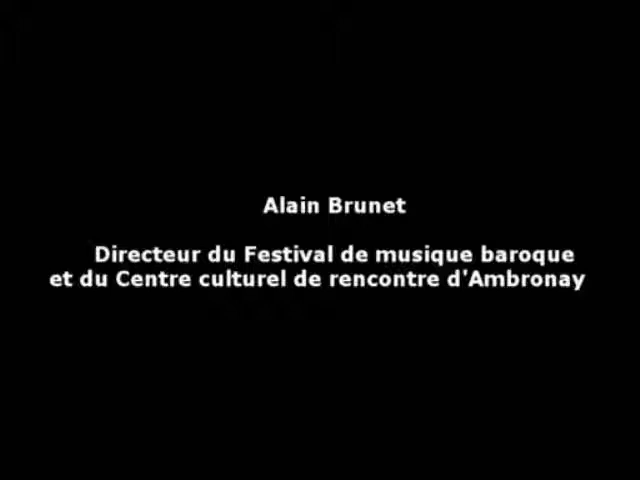 Alain Brunet
Directeur du Festival de musique baroque
et du Centre culturel de rencontre d'Ambronay